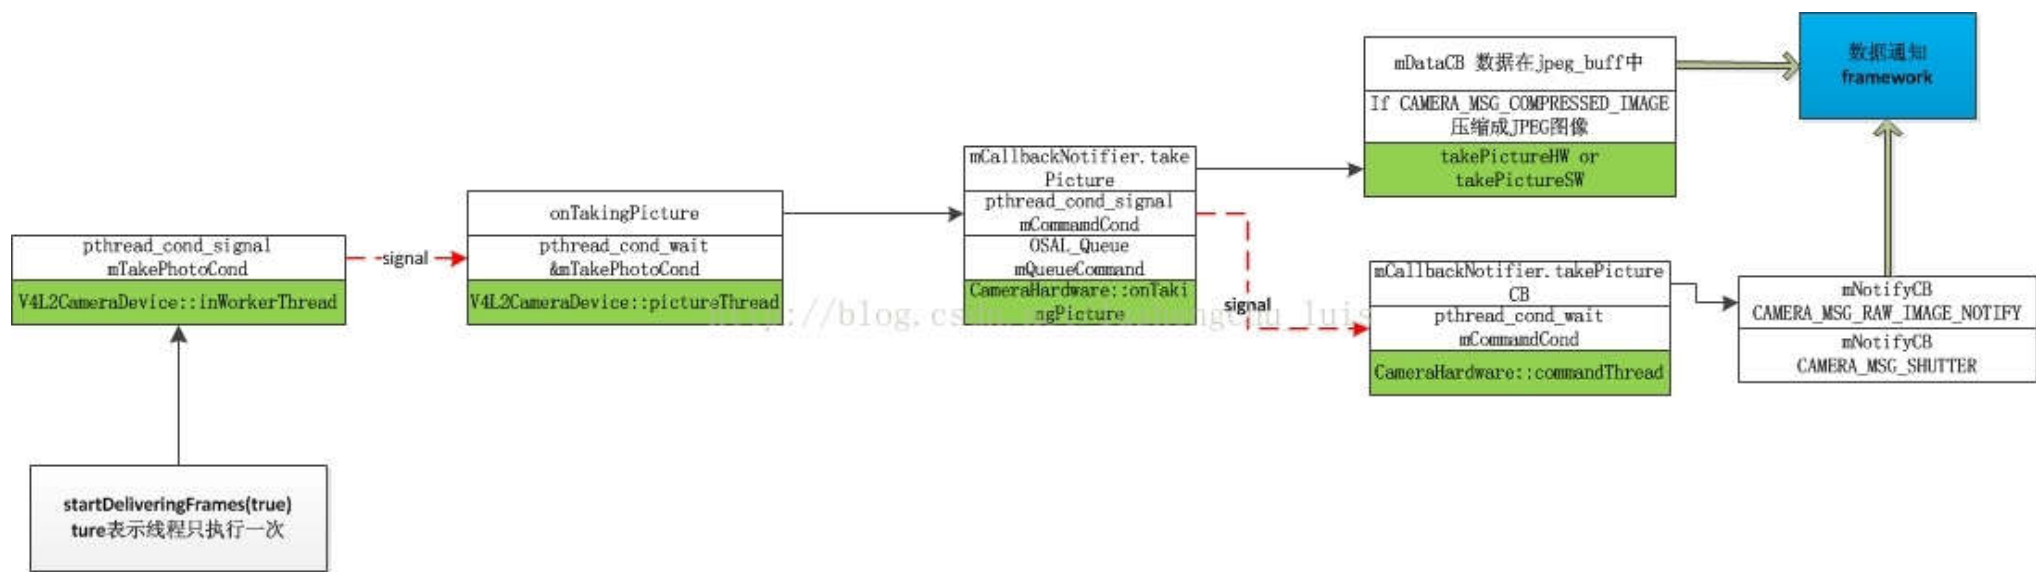 数据通知
framework
mDataCB 数据在jpeg_buff中
If CAMERA_MSG_COMPRESSED_IMAGE
压缩成JPEG图像
takePictureHW or
takePictureSW
mCallbackNotifier.take
Picture
pthread_cond_signal
mCommamdCond
OSAL_Queue
mQueueCommand
CameraHardware::onTaki
ngPicture
onTakingPicture
pthread_cond_wait
&mTakePhotoCond
V4L2CameraDevice::pictureThread
pthread_cond_signal
mTakePhotoCond
V4L2CameraDevice::inWorkerThread
signal
signal
mCallbackNotifier.takePicture
CB
pthread_cond_wait
mCommamdCond
CameraHardware::commandThread
mNotifyCB
CAMERA_MSG_RAW_IMAGE_NOTIFY
mNotifyCB
CAMERA_MSG_SHUTTER
startDeliveringFrames(true)
ture表示线程只执行一次